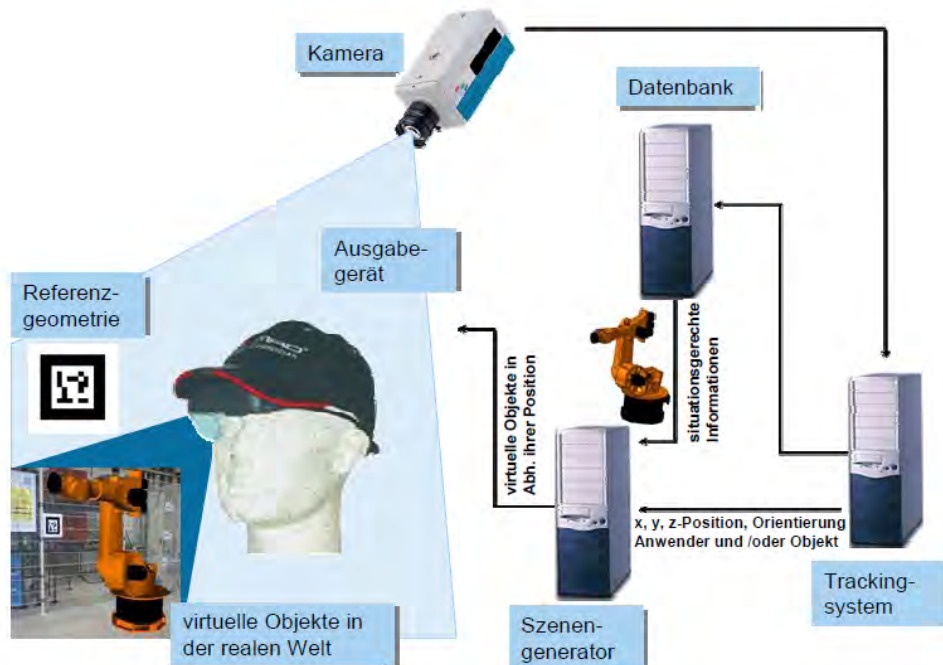 Kamera
Datenbank
Ausgabe-
gerät
Referenz-
geometrie
virtuelle Objekte in
Abh. ihrer Position
situationsgerechte
Informationen
x, y, z-Position, Orientierung
Anwender und /oder Objekt
Tracking-
system
virtuelle Objekte in
der realen Welt
Szenen-
generator